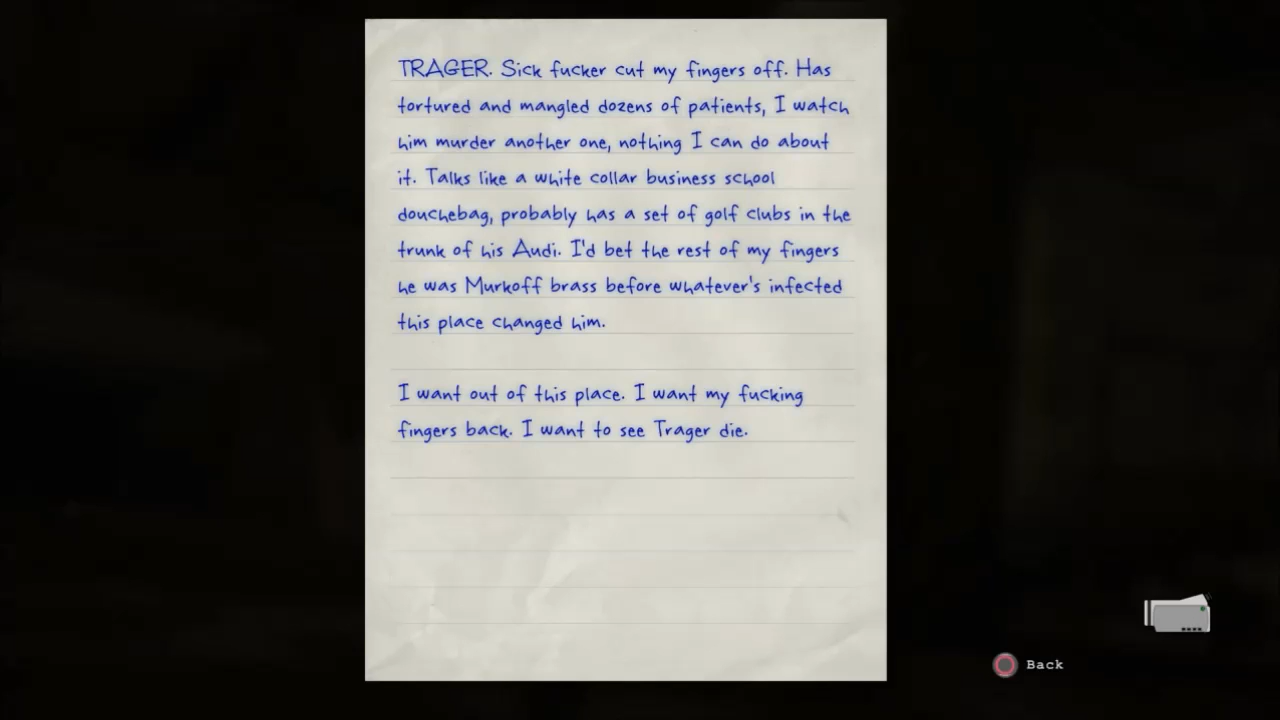 TRAGER. Sick fucker cut my fingers off. Has
tortured and mangled dozens of patients, I watch
him murder another one, nothing I can do about
it. Talks like a white collar business school
douchebag, probably has a set of golf clubs in the
trunk of his Audi. I'd bet the rest of my fingers
he was Murkoff brass before whatever's infected
this place changed him.
I want out of this place. I want my fucking
fingers back. I want to see Trager die.
Back